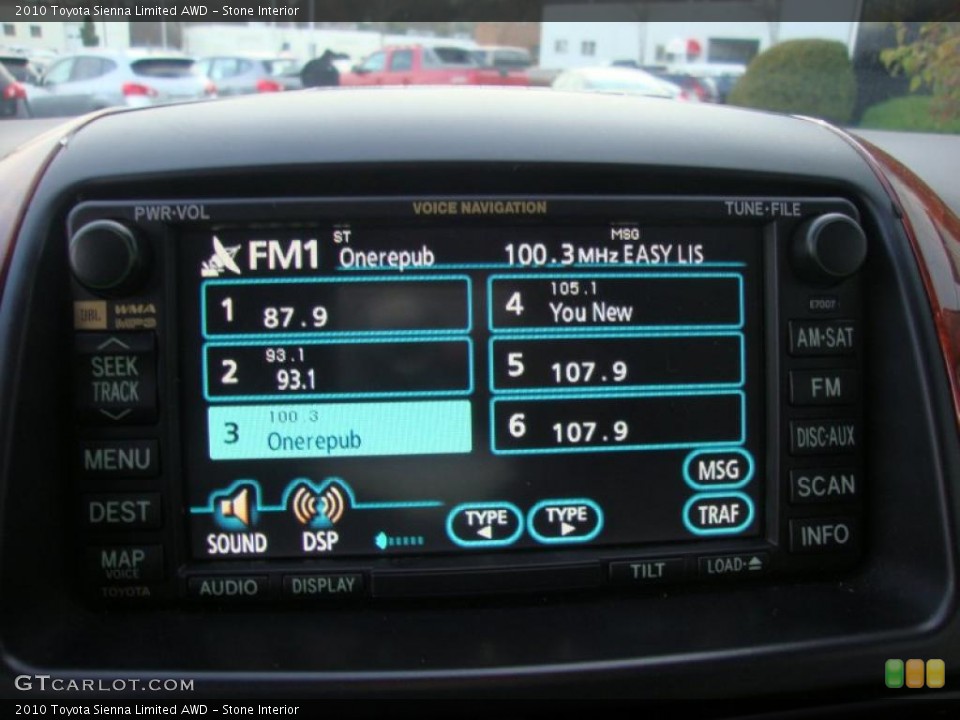 2010 Toyota Sienna Limited AWD - Stone Interior
PWR·VOL
VOICE NAVIGATION
TUNE·FILE
FM1
ST
Onerepub
MSG
100.3 MHz EASY LIS
JBL
WMA
MP3
E7007
SEEK
TRACK
MENU
DEST
MAP
VOICE
TOYOTA
1 87.9
2 93.1
93.1
3 100.3
Onerepub
4 105.1
You New
5 107.9
6 107.9
MSG
TRAF
SOUND
DSP
TYPE ◄
TYPE ►
AM·SAT
FM
DISC·AUX
SCAN
INFO
AUDIO
DISPLAY
TILT
LOAD·⏏
GTCARLOT.COM
2010 Toyota Sienna Limited AWD - Stone Interior